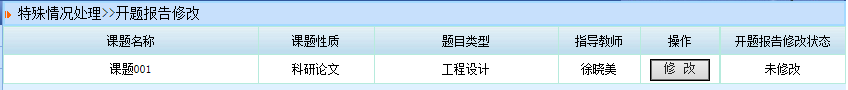 特殊情况处理>>开题报告修改
课题名称 课题性质 题目类型 指导教师 操作 开题报告修改状态
课题001 科研论文 工程设计 徐晓美 修 改 未修改